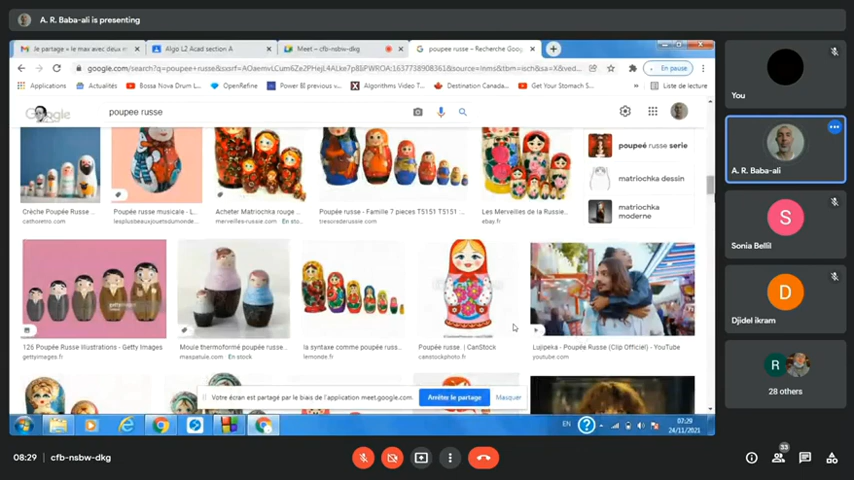 A. R. Baba-ali is presenting
Je partage « le max avec deux e
Algo L2 Acad section A
Meet – cfb-nsbw-dkg
poupee russe – Recherche Goog
En pause
Applications
Actualités
Bossa Nova Drum L...
OpenRefine
Power BI previous v...
Algorithms Video T...
Destination Canada...
Get Your Stomach S...
Liste de lecture
Google
poupee russe
poupeé russe serie
matriochka dessin
matriochka
moderne
Crèche Poupée Russe ...
cathoretro.com
Poupée russe musicale - L...
lesplusbeauxjouetsdumonde...
Acheter Matriochka rouge ...
merveilles-russie.com
En sto...
Poupée russe - Famille 7 pieces T5151 T5151 ...
tresoraderussie.com
Les Merveilles de la Russie...
ebay.fr
gettyimages
126 Poupée Russe Illustrations - Getty Images
gettyimages.fr
Moule thermoformé poupée russe...
maxpatule.com · En stock
la syntaxe comme poupée russ...
lemonde.fr
Poupée russe. | CanStock
canstockphoto.fr
Lujipeka - Poupée Russe (Clip Officiel) - YouTube
youtube.com
Votre écran est partagé par le biais de l'application meet.google.com.
Arrêter le partage
Masquer
EN
07:29
24/11/2021
You
A. R. Baba-ali
S
Sonia Bellil
D
Djidel ikram
R
28 others
08:29
cfb-nsbw-dkg
33